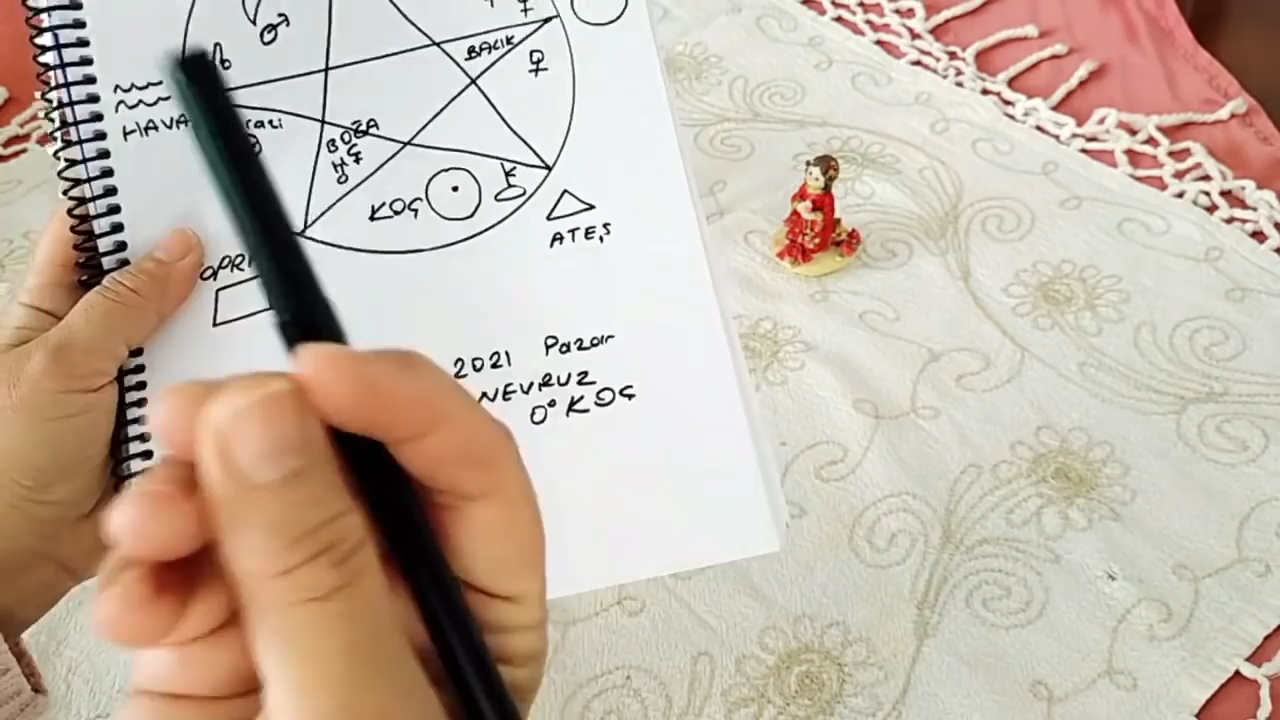 BALIK
HAVA
BOĞA
KOÇ
K
ATEŞ
2021 Pazar
NEVRUZ
0° KOÇ